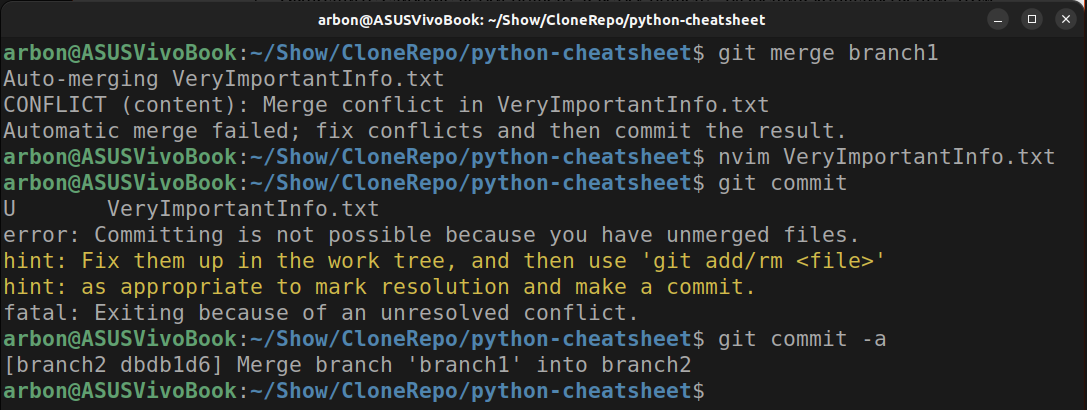 arbon@ASUSVivoBook: ~/Show/CloneRepo/python-cheatsheet
arbon@ASUSVivoBook:~/Show/CloneRepo/python-cheatsheet$ git merge branch1
Auto-merging VeryImportantInfo.txt
CONFLICT (content): Merge conflict in VeryImportantInfo.txt
Automatic merge failed; fix conflicts and then commit the result.
arbon@ASUSVivoBook:~/Show/CloneRepo/python-cheatsheet$ nvim VeryImportantInfo.txt
arbon@ASUSVivoBook:~/Show/CloneRepo/python-cheatsheet$ git commit
U       VeryImportantInfo.txt
error: Committing is not possible because you have unmerged files.
hint: Fix them up in the work tree, and then use 'git add/rm <file>'
hint: as appropriate to mark resolution and make a commit.
fatal: Exiting because of an unresolved conflict.
arbon@ASUSVivoBook:~/Show/CloneRepo/python-cheatsheet$ git commit -a
[branch2 dbdb1d6] Merge branch 'branch1' into branch2
arbon@ASUSVivoBook:~/Show/CloneRepo/python-cheatsheet$